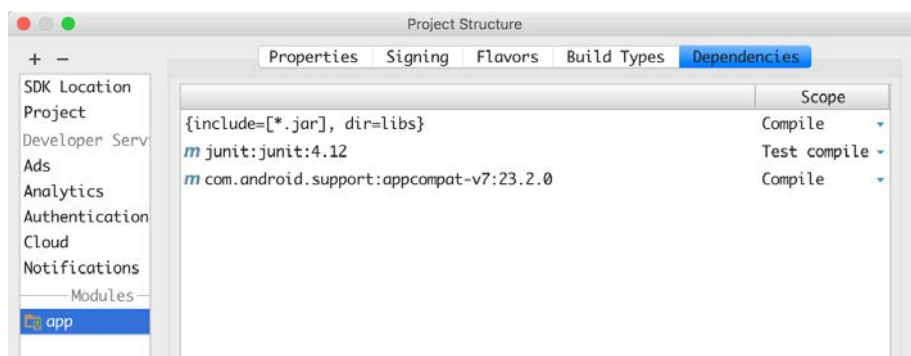 Project Structure
+ −
Properties Signing Flavors Build Types Dependencies
SDK Location
Project
Developer Serv
Ads
Analytics
Authentication
Cloud
Notifications
Modules
app
Scope
{include=[*.jar], dir=libs} Compile
m junit:junit:4.12 Test compile
m com.android.support:appcompat-v7:23.2.0 Compile